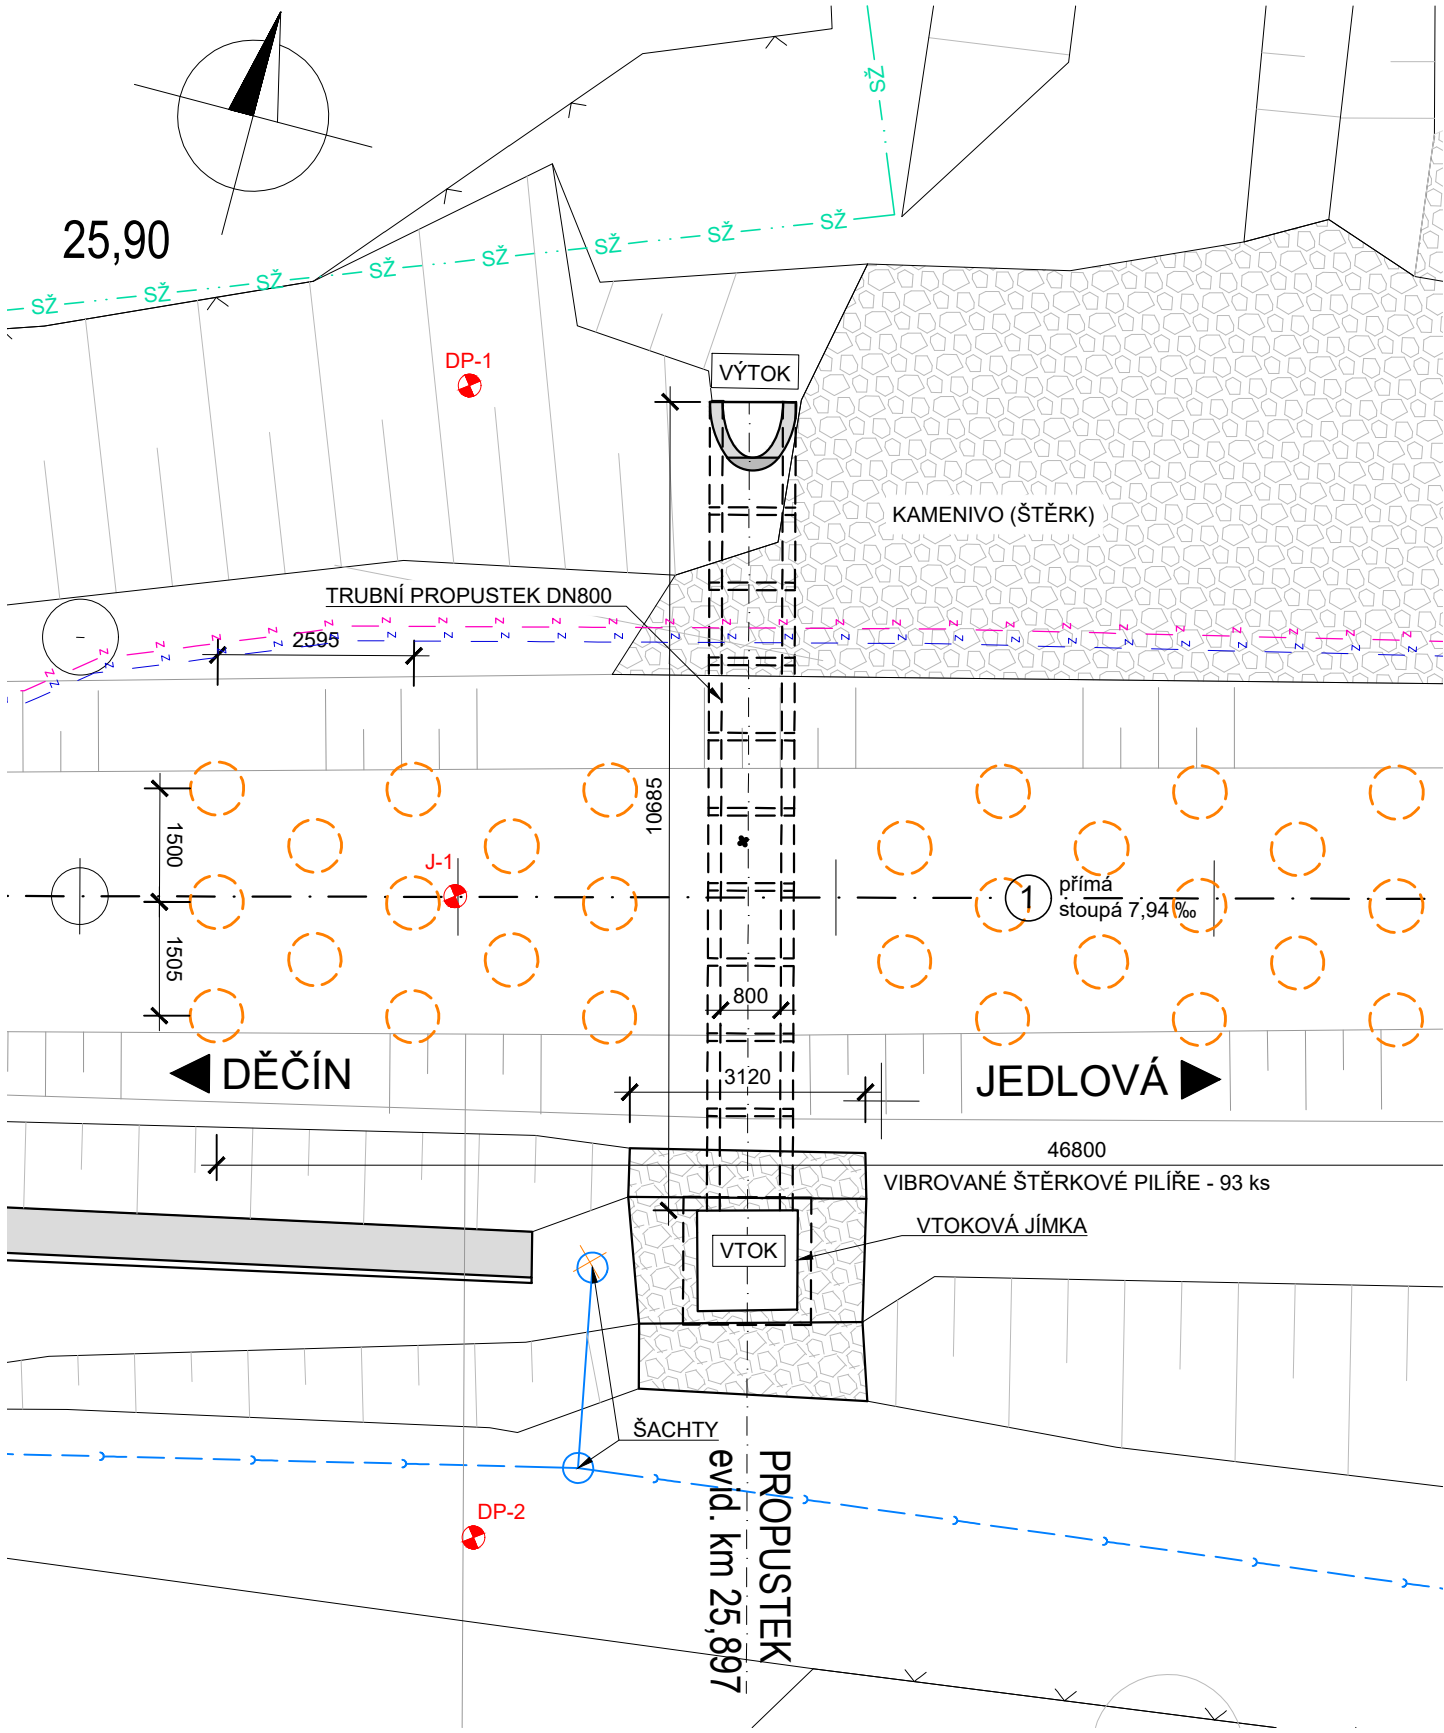 25,90
SŽ
SŽ
SŽ
SŽ
SŽ
SŽ
SŽ
SŽ
SŽ
DP-1
VÝTOK
KAMENIVO (ŠTĚRK)
TRUBNÍ PROPUSTEK DN800
2595
10685
1500
1505
J-1
1
přímá
stoupá 7,94 ‰
800
DĚČÍN
JEDLOVÁ
3120
46800
VIBROVANÉ ŠTĚRKOVÉ PILÍŘE - 93 ks
VTOKOVÁ JÍMKA
VTOK
ŠACHTY
DP-2
PROPUSTEK
evid. km 25,897